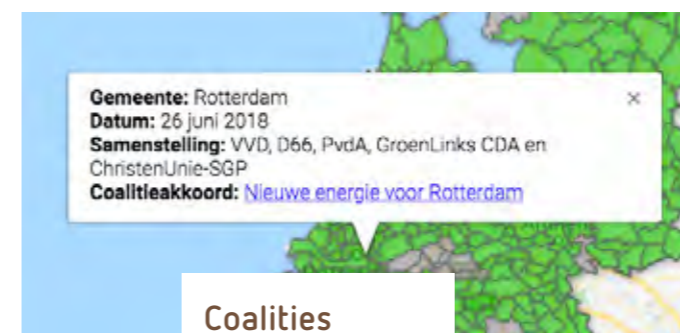 Gemeente: Rotterdam
Datum: 26 juni 2018
Samenstelling: VVD, D66, PvdA, GroenLinks CDA en
ChristenUnie-SGP
Coalitieakkoord: Nieuwe energie voor Rotterdam
Coalities